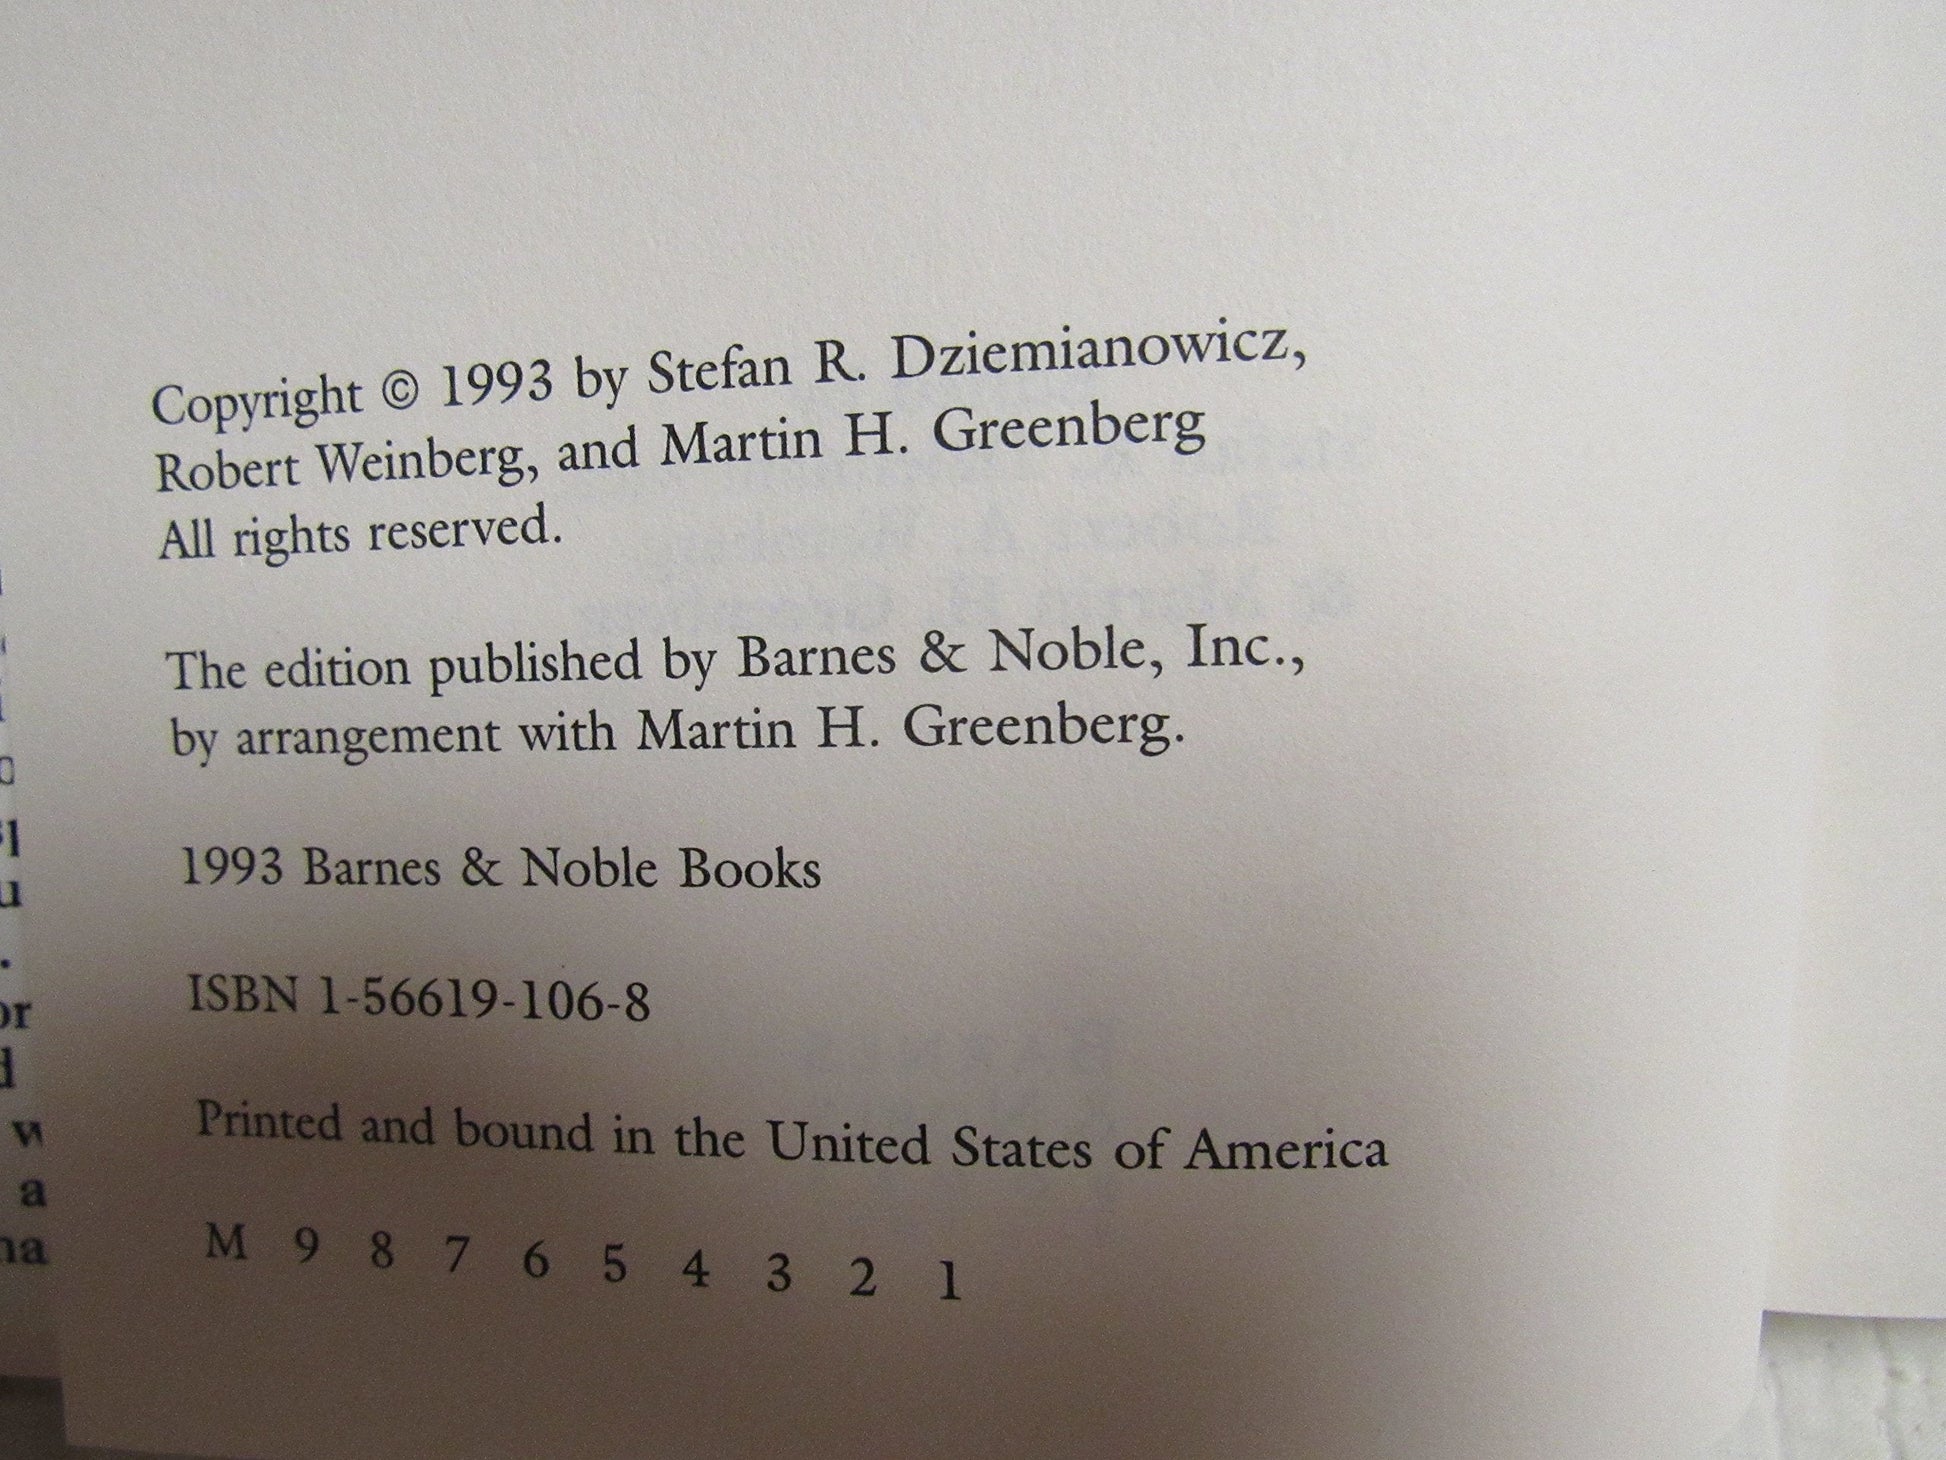 Copyright © 1993 by Stefan R. Dziemianowicz,
Robert Weinberg, and Martin H. Greenberg
All rights reserved.
The edition published by Barnes & Noble, Inc.,
by arrangement with Martin H. Greenberg.
1993 Barnes & Noble Books
ISBN 1-56619-106-8
Printed and bound in the United States of America
M 9 8 7 6 5 4 3 2 1